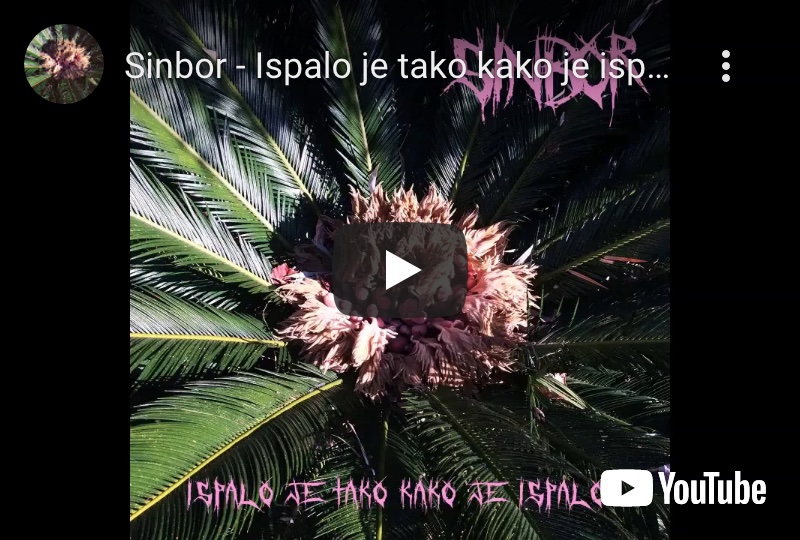 Sinbor - Ispalo je tako kako je isp...
SINBOR
ISPALO JE TAKO KAKO JE ISPALO
YouTube